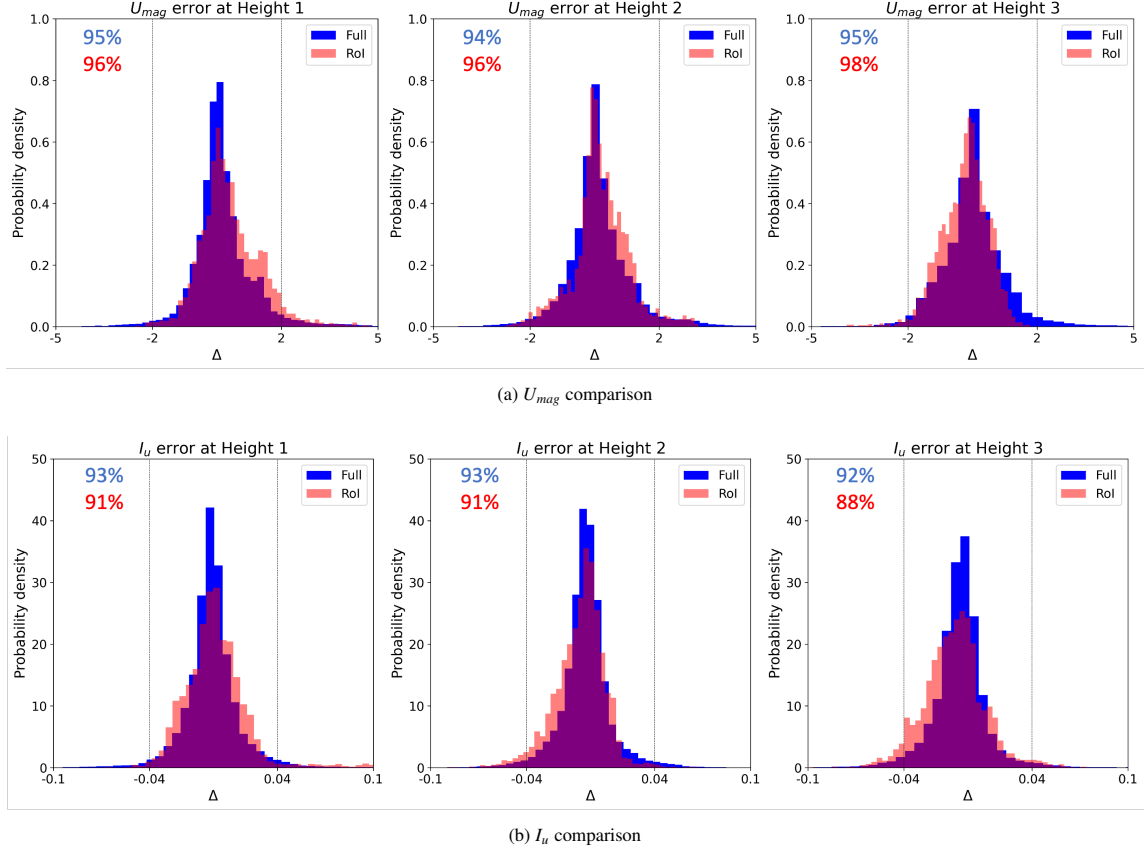 U_mag error at Height 1
95%
96%
Full
RoI
Probability density
1.0
0.8
0.6
0.4
0.2
0.0
-5 -2 2 5
Δ
U_mag error at Height 2
94%
96%
Full
RoI
Probability density
1.0
0.8
0.6
0.4
0.2
0.0
-5 -2 2 5
Δ
U_mag error at Height 3
95%
98%
Full
RoI
Probability density
1.0
0.8
0.6
0.4
0.2
0.0
-5 -2 2 5
Δ
(a) U_mag comparison
I_u error at Height 1
93%
91%
Full
RoI
Probability density
50
40
30
20
10
0
-0.1 -0.04 0.04 0.1
Δ
I_u error at Height 2
93%
91%
Full
RoI
Probability density
50
40
30
20
10
0
-0.1 -0.04 0.04 0.1
Δ
I_u error at Height 3
92%
88%
Full
RoI
Probability density
50
40
30
20
10
0
-0.1 -0.04 0.04 0.1
Δ
(b) I_u comparison